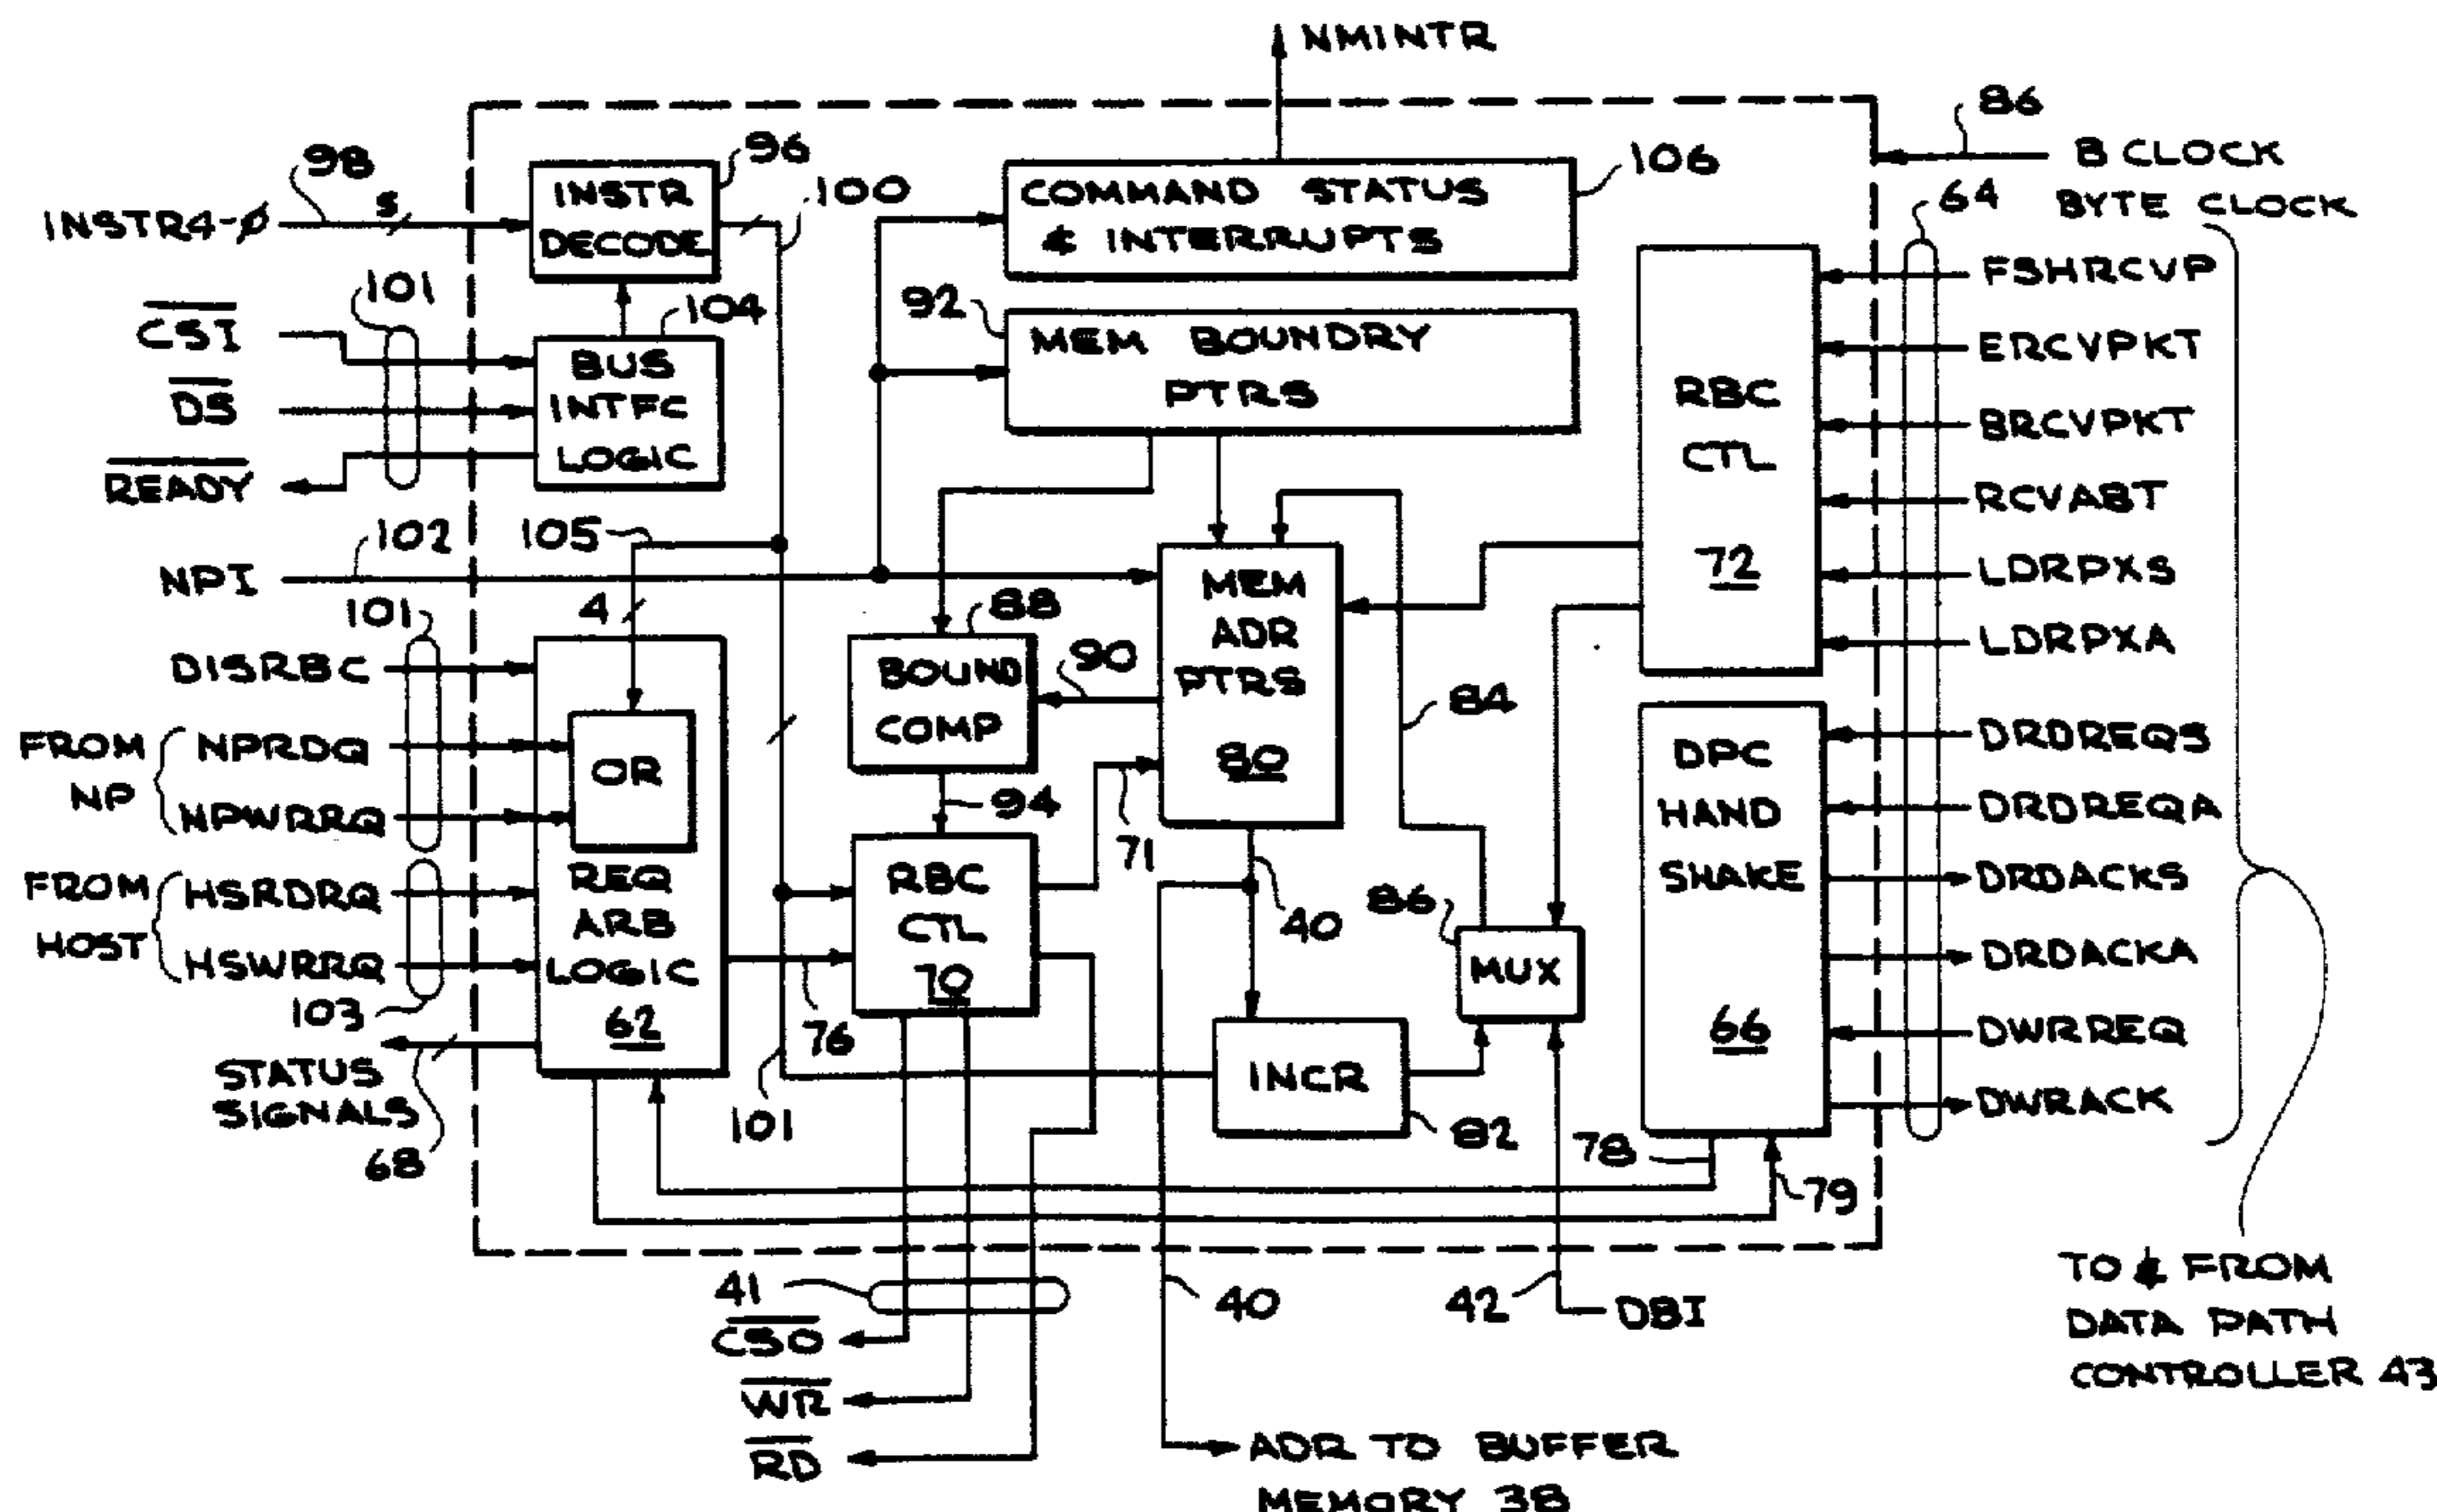 NMINTR
86
B CLOCK
BYTE CLOCK
98
INSTR4-Ø
5
96
INSTR
DECODE
100
COMMAND STATUS
& INTERRUPTS
106
64
101
CSI
DS
READY
104
BUS
INTFC
LOGIC
92
MEM BOUNDRY
PTRS
RBC
CTL
72
FSHRCVP
ERCVPKT
BRCVPKT
RCVABT
LDRPXS
LDRPXA
102
NPI
105
4
101
DISRBC
FROM
NP
NPRDQ
NPWRRQ
FROM
HOST
HSRDRQ
HSWRRQ
103
STATUS
SIGNALS
68
OR
REQ
ARB
LOGIC
62
88
BOUND
COMP
90
94
MEM
ADR
PTRS
80
84
71
RBC
CTL
70
76
101
40
86
MUX
INCR
82
DPC
HAND
SHAKE
66
DRDREQS
DRDREQA
DRDACKS
DRDACKA
DWRREQ
DWRACK
78
79
41
CSO
WR
RD
40
42
DBI
ADR TO BUFFER
MEMORY 38
TO & FROM
DATA PATH
CONTROLLER 43